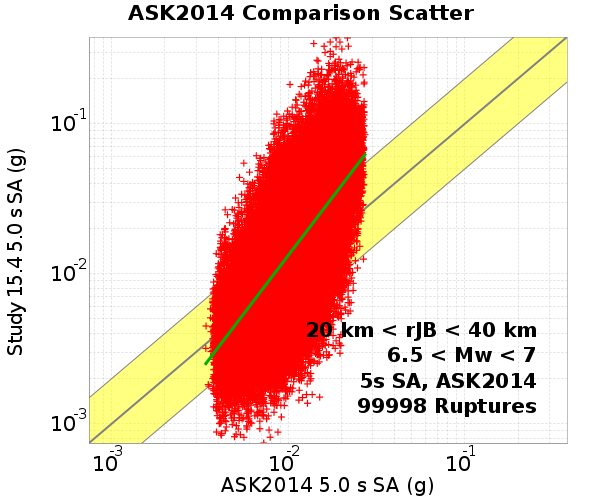 ASK2014 Comparison Scatter
Study 15.4 5.0 s SA (g)
10-1
10-2
10-3
20 km < rJB < 40 km
6.5 < Mw < 7
5s SA, ASK2014
99998 Ruptures
10-3 10-2 10-1
ASK2014 5.0 s SA (g)